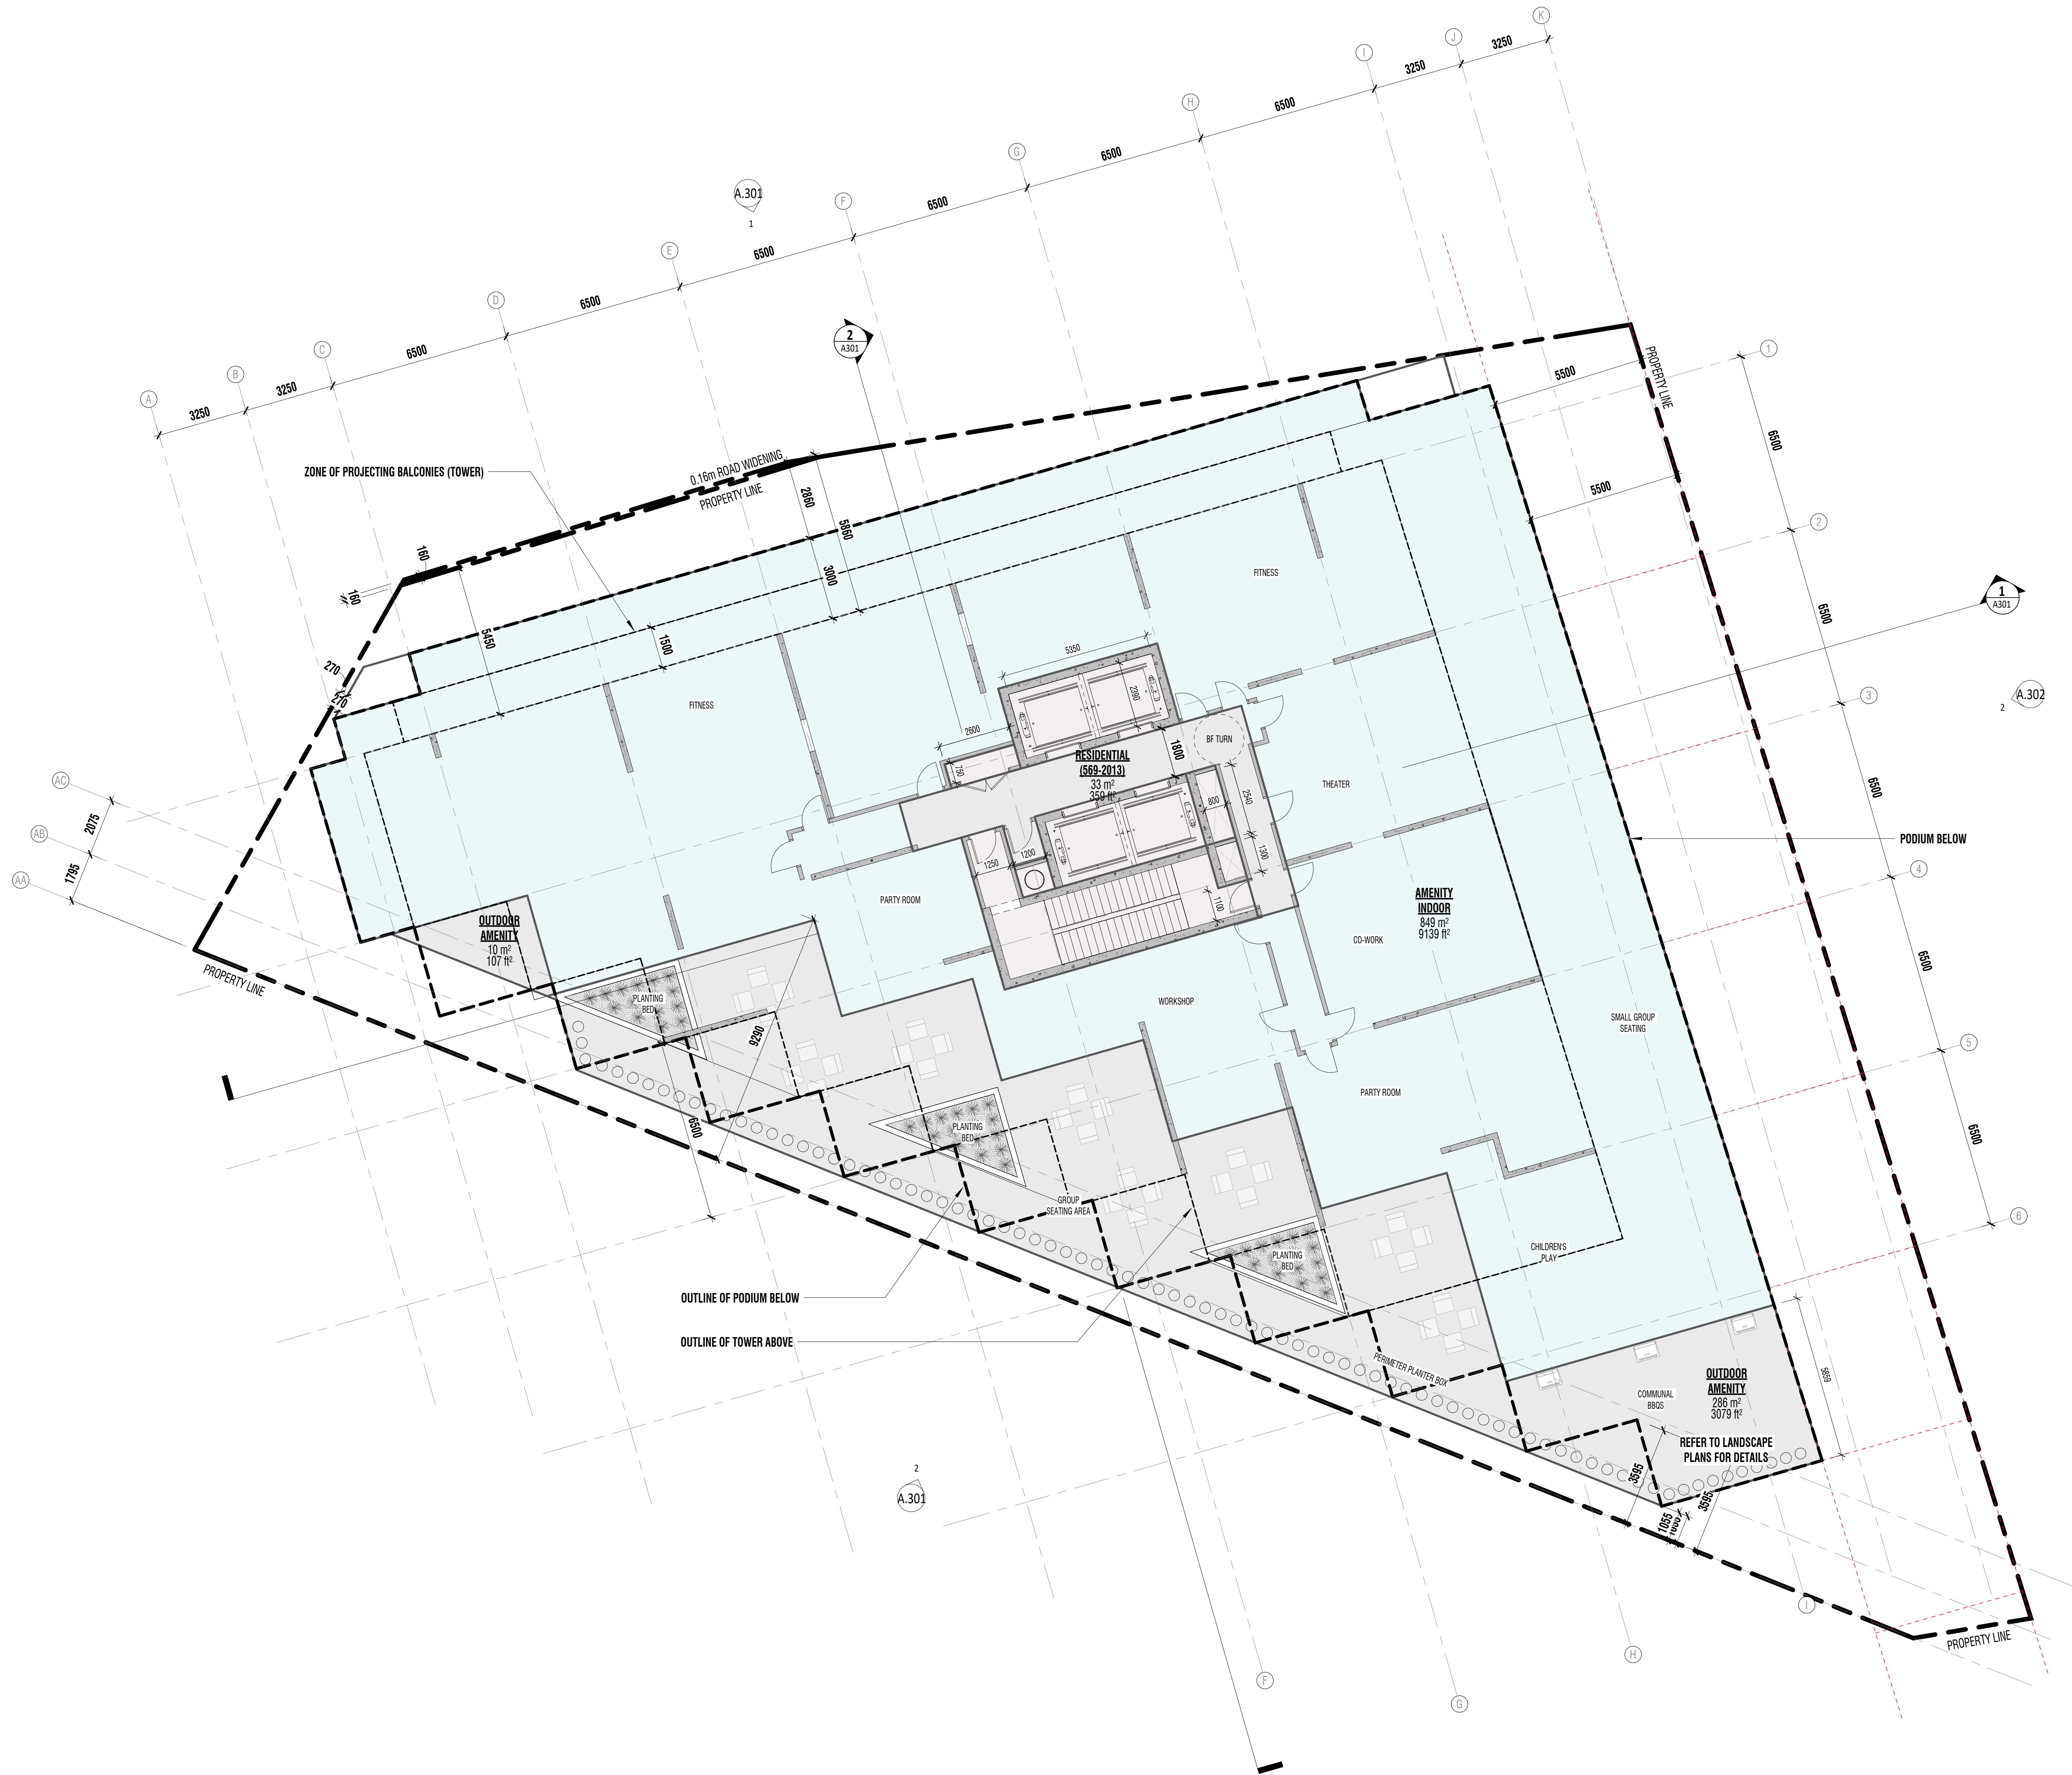 K
J
I
H
G
F
E
D
C
B
A
3250
3250
6500
6500
6500
6500
6500
6500
6500
3250
3250
A.301
1
2
A301
PROPERTY LINE
1
2
3
4
5
6
6500
6500
6500
6500
6500
5500
5500
ZONE OF PROJECTING BALCONIES (TOWER)
0.16m ROAD WIDENING
PROPERTY LINE
2860
5860
3000
160
160
5450
1500
270
270
FITNESS
FITNESS
1
A301
A.302
2
5350
2390
2600
750
BF TURN
RESIDENTIAL
(569-2013)
33 m²
359 ft²
1800
2540
800
1300
1250
1200
1100
THEATER
PODIUM BELOW
AC
AB
AA
2075
1795
AMENITY
INDOOR
849 m²
9139 ft²
PARTY ROOM
CO-WORK
OUTDOOR
AMENITY
10 m²
107 ft²
PROPERTY LINE
PLANTING
BED
WORKSHOP
SMALL GROUP
SEATING
9290
6500
PARTY ROOM
PLANTING
BED
GROUP
SEATING AREA
PLANTING
BED
CHILDREN'S
PLAY
OUTLINE OF PODIUM BELOW
OUTLINE OF TOWER ABOVE
PERIMETER PLANTER BOX
5859
OUTDOOR
AMENITY
286 m²
3079 ft²
COMMUNAL
BBQS
REFER TO LANDSCAPE
PLANS FOR DETAILS
3595
3595
1055
2
A.301
PROPERTY LINE
I
H
F
G